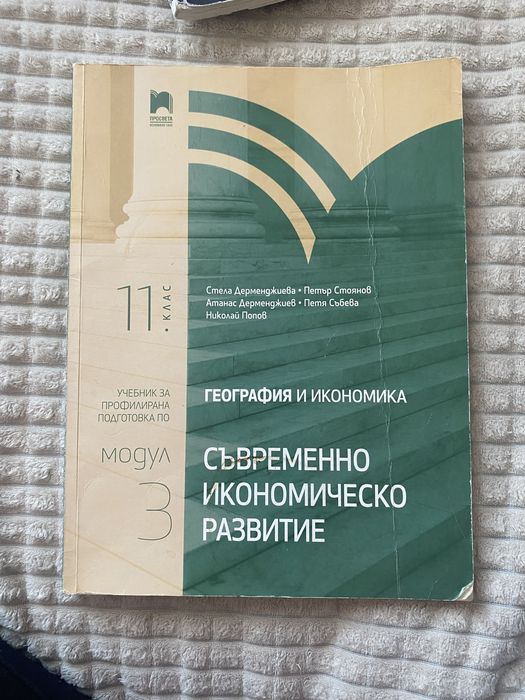 ПРОСВЕТА
Стела Дерменджиева • Петър Стоянов
Атанас Дерменджиев • Петя Събева
Николай Попов
11. КЛАС
УЧЕБНИК ЗА
ПРОФИЛИРАНА
ПОДГОТОВКА ПО
ГЕОГРАФИЯ И ИКОНОМИКА
МОДУЛ
3
СЪВРЕМЕННО
ИКОНОМИЧЕСКО
РАЗВИТИЕ